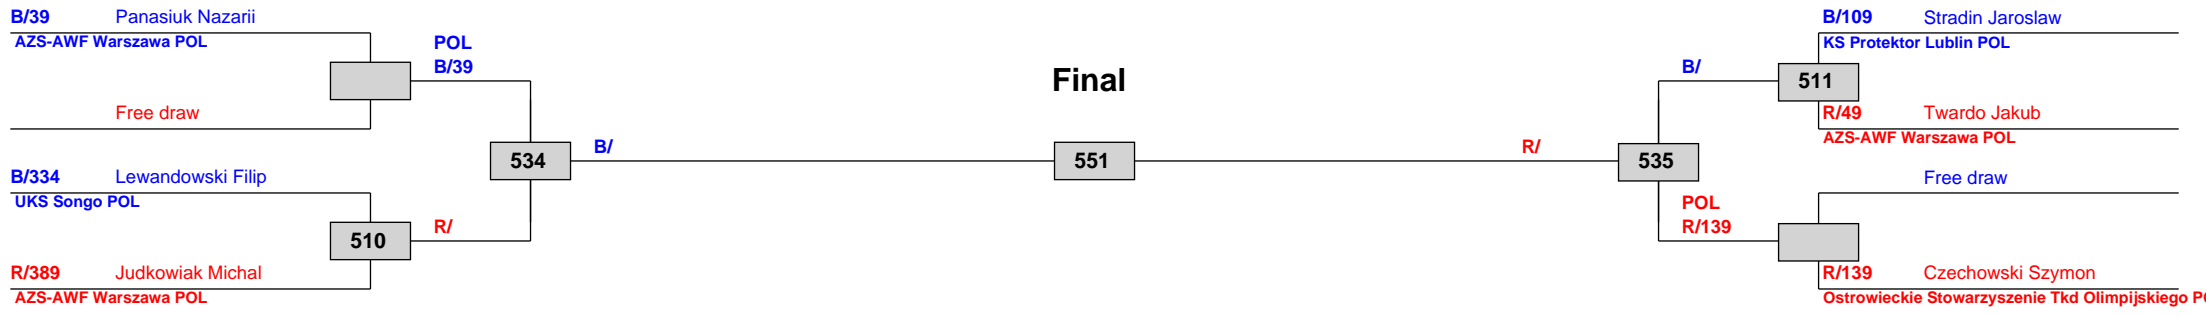 B/39 Panasiuk Nazarii
AZS-AWF Warszawa POL
POL
B/39
Free draw
534
B/
B/334 Lewandowski Filip
UKS Songo POL
R/
510
R/389 Judkowiak Michal
AZS-AWF Warszawa POL
Final
551
B/109 Stradin Jaroslaw
KS Protektor Lublin POL
B/
511
R/49 Twardo Jakub
AZS-AWF Warszawa POL
R/
535
Free draw
POL
R/139
R/139 Czechowski Szymon
Ostrowieckie Stowarzyszenie Tkd Olimpijskiego